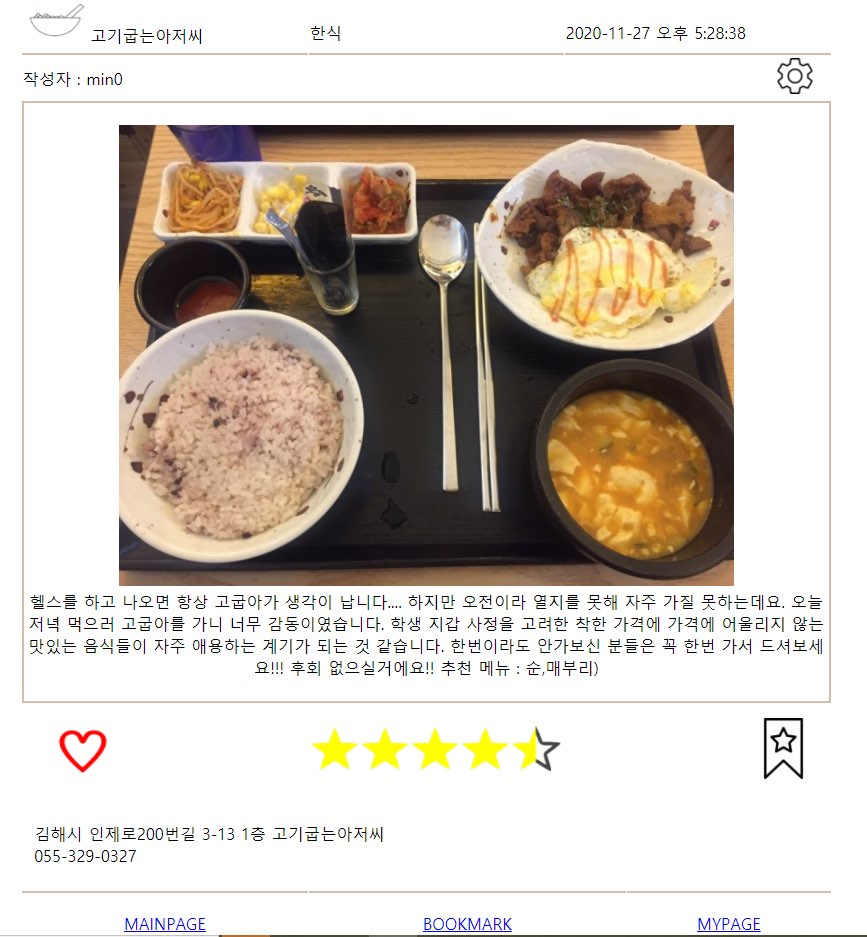 고기굽는아저씨
한식
2020-11-27 오후 5:28:38
작성자 : min0
헬스를 하고 나오면 항상 고굽아가 생각이 납니다.... 하지만 오전이라 열지를 못해 자주 가질 못하는데요. 오늘
저녁 먹으러 고굽아를 가니 너무 감동이였습니다. 학생 지갑 사정을 고려한 착한 가격에 가격에 어울리지 않는
맛있는 음식들이 자주 애용하는 계기가 되는 것 같습니다. 한번이라도 안가보신 분들은 꼭 한번 가서 드셔보세
요!!! 후회 없으실거에요!! 추천 메뉴 : 순,매부리)
김해시 인제로200번길 3-13 1층 고기굽는아저씨
055-329-0327
MAINPAGE
BOOKMARK
MYPAGE